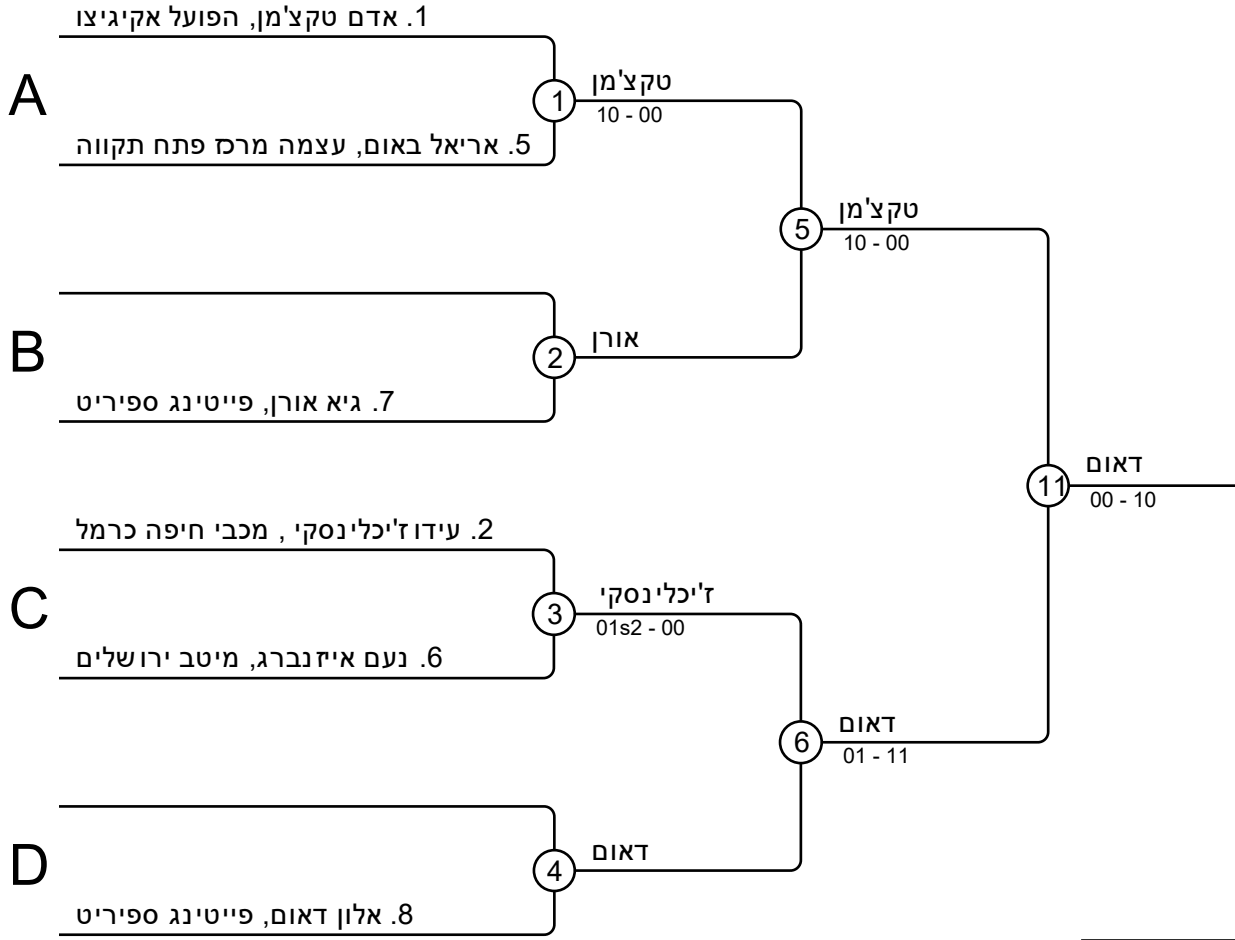 1. אדם טקצ'מן, הפועל אקיגיצו
A
1
טקצ'מן
10 - 00
5. אריאל באום, עצמה מרכז פתח תקווה
5
טקצ'מן
10 - 00
B
2
אורן
7. גיא אורן, פייטינג ספיריט
11
דאום
00 - 10
2. עידו ז'יכלינסקי , מכבי חיפה כרמל
C
3
ז'יכלינסקי
01s2 - 00
6. נעם אייזנברג, מיטב ירושלים
6
דאום
01 - 11
D
4
דאום
8. אלון דאום, פייטינג ספיריט